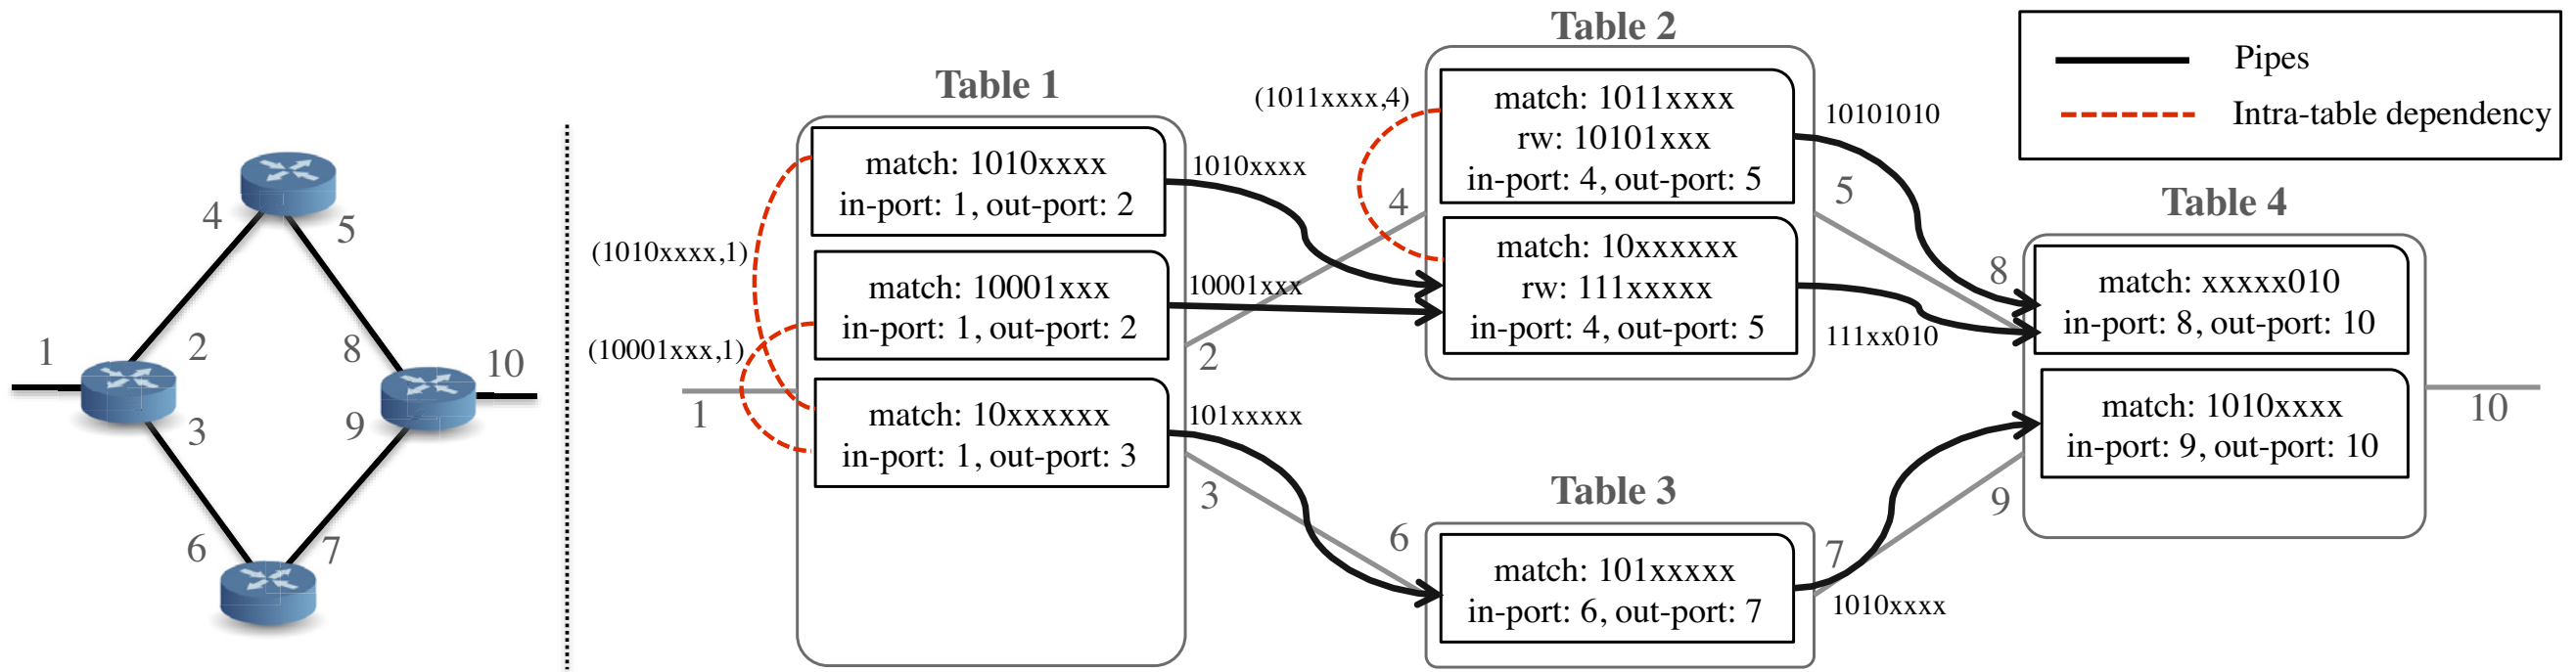 4
5
1
2
8
10
3
9
6
7
Table 1
match: 1010xxxx
in-port: 1, out-port: 2
match: 10001xxx
in-port: 1, out-port: 2
match: 10xxxxxx
in-port: 1, out-port: 3
(1010xxxx,1)
(10001xxx,1)
1
1010xxxx
10001xxx
2
101xxxxx
3
Table 2
(1011xxxx,4)
4
match: 1011xxxx
rw: 10101xxx
in-port: 4, out-port: 5
match: 10xxxxxx
rw: 111xxxxx
in-port: 4, out-port: 5
10101010
5
111xx010
Table 3
6
match: 101xxxxx
in-port: 6, out-port: 7
7
1010xxxx
Table 4
8
match: xxxxx010
in-port: 8, out-port: 10
match: 1010xxxx
in-port: 9, out-port: 10
9
10
Pipes
Intra-table dependency